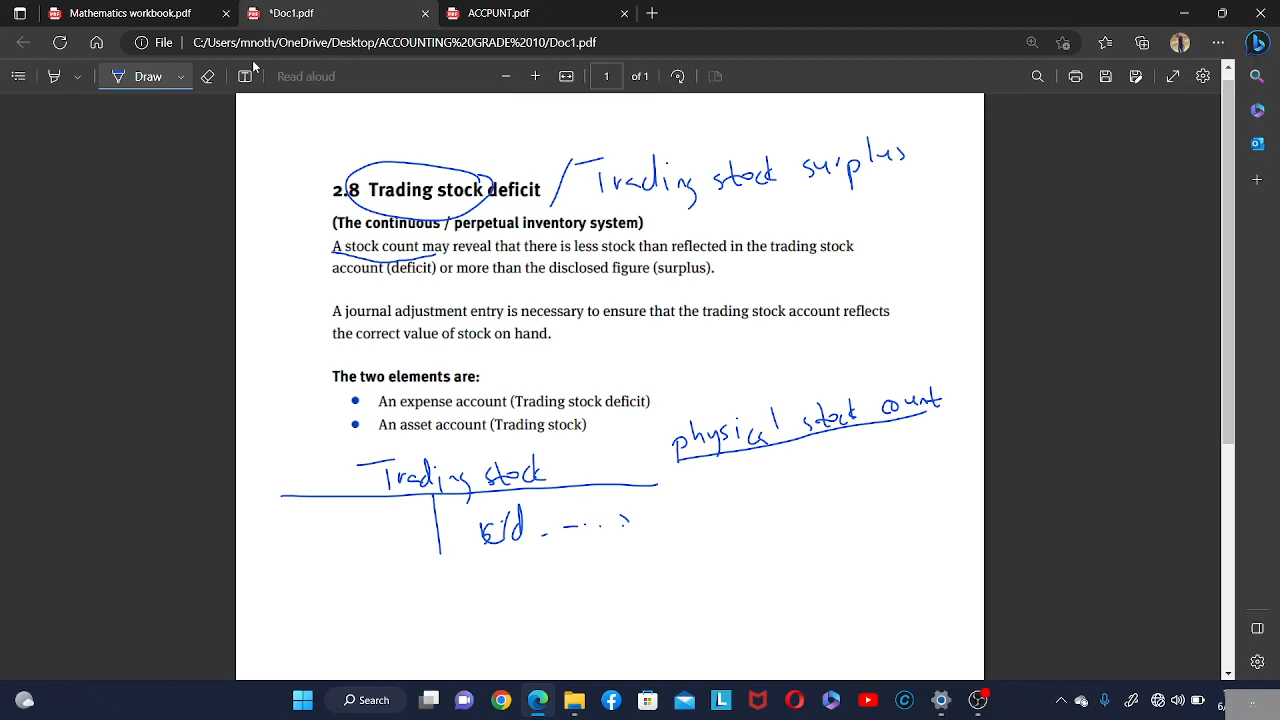 Mathematics workbook.pdf
*Doc1.pdf
ACCPUNT.pdf
File C:/Users/mnoth/OneDrive/Desktop/ACCOUNTING%20GRADE%2010/Doc1.pdf
Draw Read aloud 1 of 1
2.8 Trading stock deficit / Trading stock surplus
(The continuous / perpetual inventory system)
A stock count may reveal that there is less stock than reflected in the trading stock
account (deficit) or more than the disclosed figure (surplus).
A journal adjustment entry is necessary to ensure that the trading stock account reflects
the correct value of stock on hand.
The two elements are:
• An expense account (Trading stock deficit)
• An asset account (Trading stock)
physical stock count
Trading stock
Search